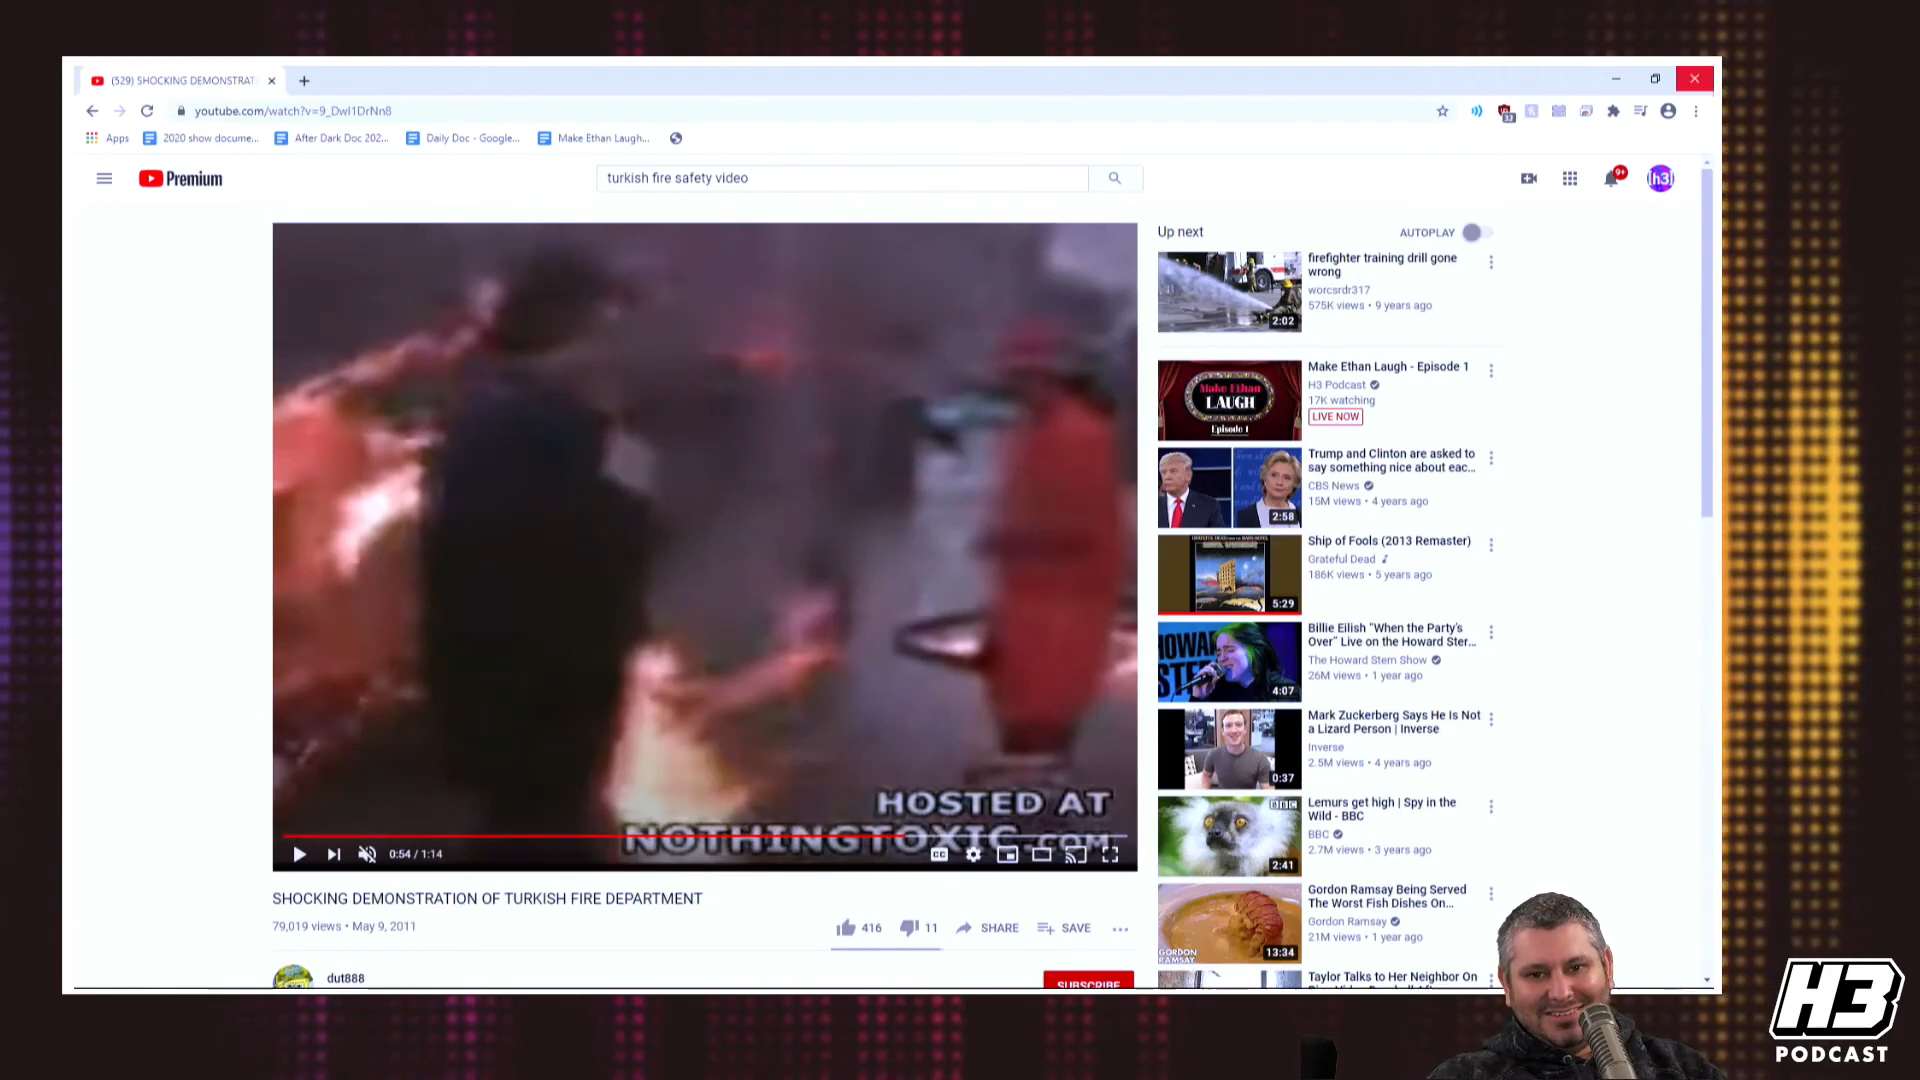 (529) SHOCKING DEMONSTRAT
youtube.com/watch?v=9_DwI1DrNn8
Apps
2020 show docume...
After Dark Doc 202...
Daily Doc - Google...
Make Ethan Laugh...
37
Premium
turkish fire safety video
9+
h3
HOSTED AT
NOTHINGTOXIC.COM
0:54 / 1:14
CC
SHOCKING DEMONSTRATION OF TURKISH FIRE DEPARTMENT
79,019 views • May 9, 2011
416
11
SHARE
SAVE
dut888
SUBSCRIBE
Up next
AUTOPLAY
2:02
firefighter training drill gone
wrong
worcsrdr317
575K views • 9 years ago
Make Ethan
LAUGH
Episode 1
Make Ethan Laugh - Episode 1
H3 Podcast
17K watching
LIVE NOW
2:58
Trump and Clinton are asked to
say something nice about eac...
CBS News
15M views • 4 years ago
5:29
Ship of Fools (2013 Remaster)
Grateful Dead
186K views • 5 years ago
4:07
Billie Eilish “When the Party’s
Over” Live on the Howard Ster...
The Howard Stern Show
26M views • 1 year ago
0:37
Mark Zuckerberg Says He Is Not
a Lizard Person | Inverse
Inverse
2.5M views • 4 years ago
BBC
2:41
Lemurs get high | Spy in the
Wild - BBC
BBC
2.7M views • 3 years ago
GORDON
RAMSAY
13:34
Gordon Ramsay Being Served
The Worst Fish Dishes On...
Gordon Ramsay
21M views • 1 year ago
Taylor Talks to Her Neighbor On
H3
PODCAST